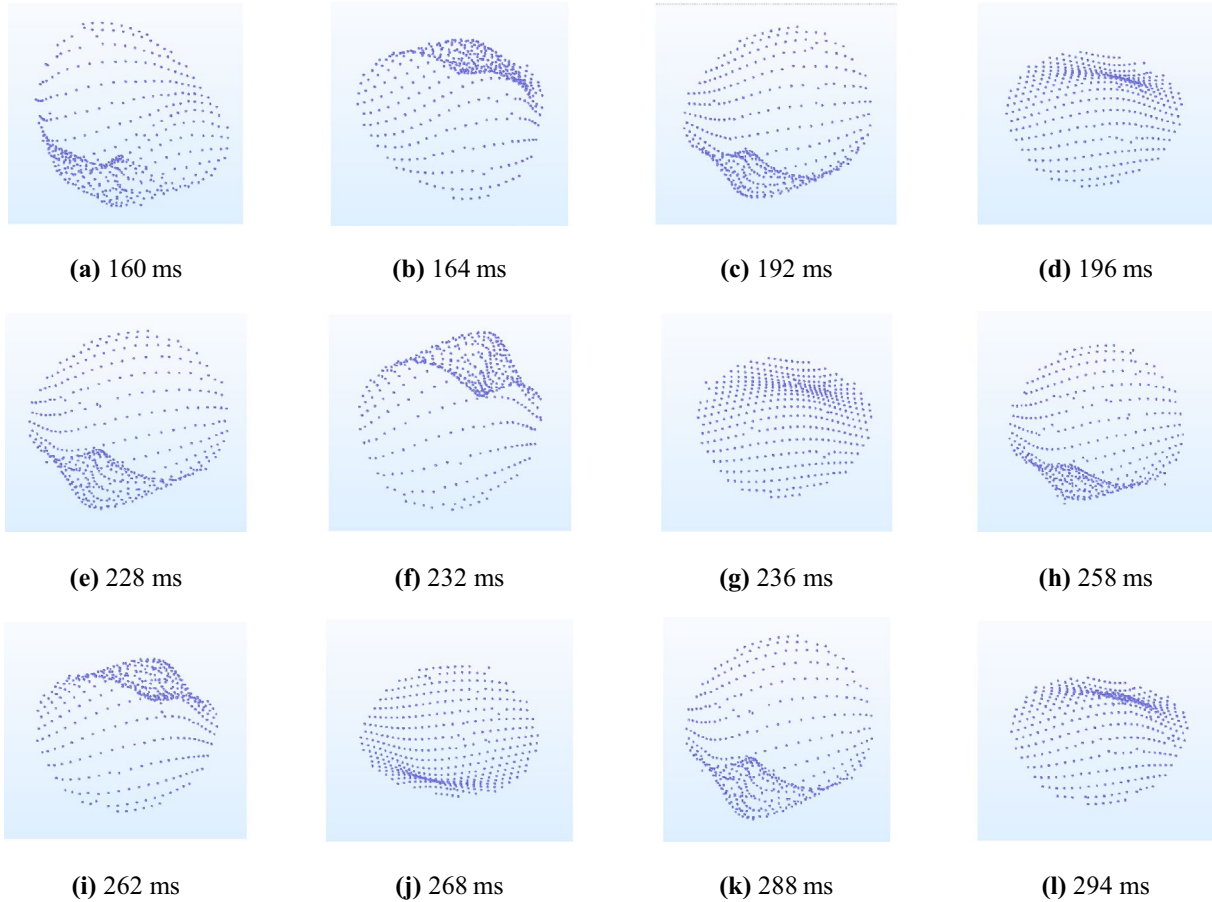 (a) 160 ms
(b) 164 ms
(c) 192 ms
(d) 196 ms
(e) 228 ms
(f) 232 ms
(g) 236 ms
(h) 258 ms
(i) 262 ms
(j) 268 ms
(k) 288 ms
(l) 294 ms